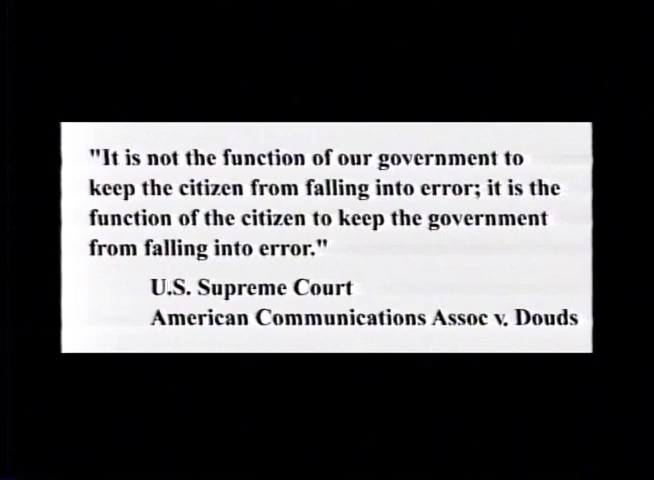 "It is not the function of our government to
keep the citizen from falling into error; it is the
function of the citizen to keep the government
from falling into error."
U.S. Supreme Court
American Communications Assoc v. Douds